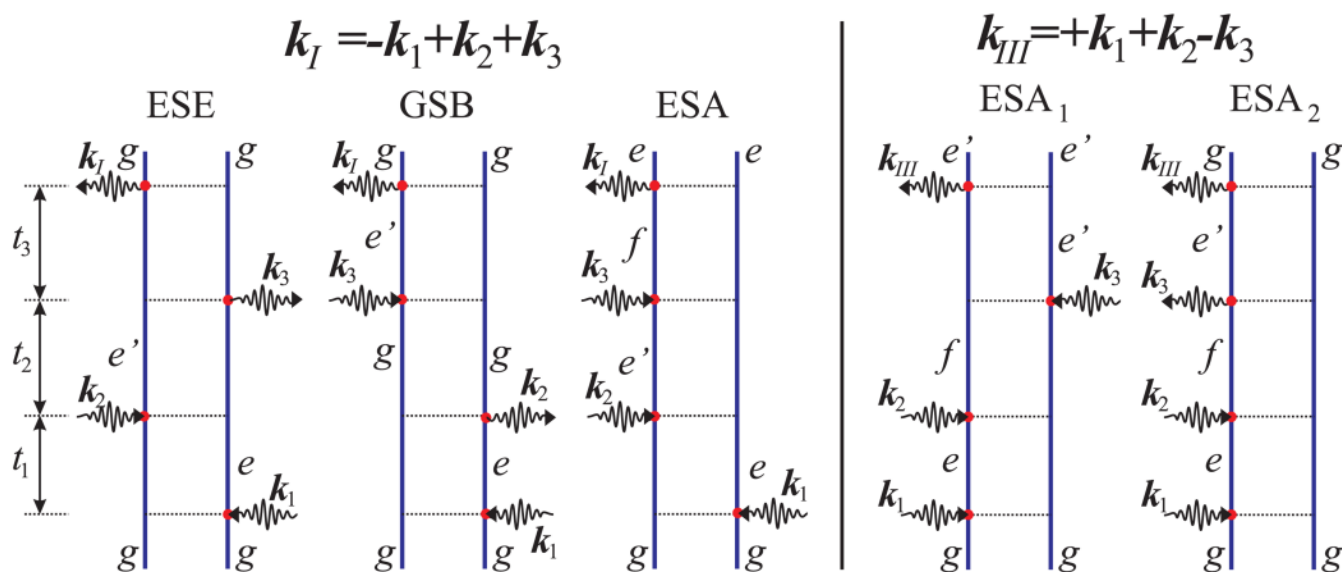 k_I =-k_1+k_2+k_3
k_III=+k_1+k_2-k_3
ESE
GSB
ESA
ESA_1
ESA_2
k_I g g k_I g g k_I e e k_III e' e' k_III g g
t_3 e' f e' e'
k_3 k_3 k_3 k_3 k_3
t_2 e' g g e' f f
k_2 k_2 k_2 k_2 k_2
t_1 e e e e e
k_1 k_1 k_1 k_1 k_1
g g g g g g g g g g